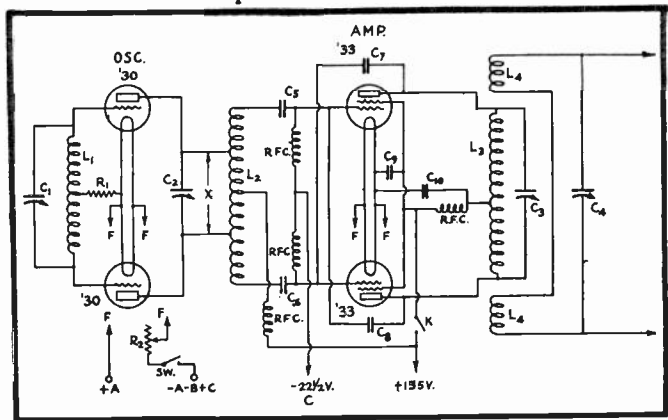 OSC.
'30
AMP.
'33
C7
C5
L4
C1
L1
R1
C2
X
L2
R.F.C.
C9
C10
L3
C3
C4
F
F
F
F
R.F.C.
RFC
C6
'30
R.F.C.
'33
C8
K
L4
F
F
R2
SW.
+A
-A-B+C
-22½V.
C
+135V.